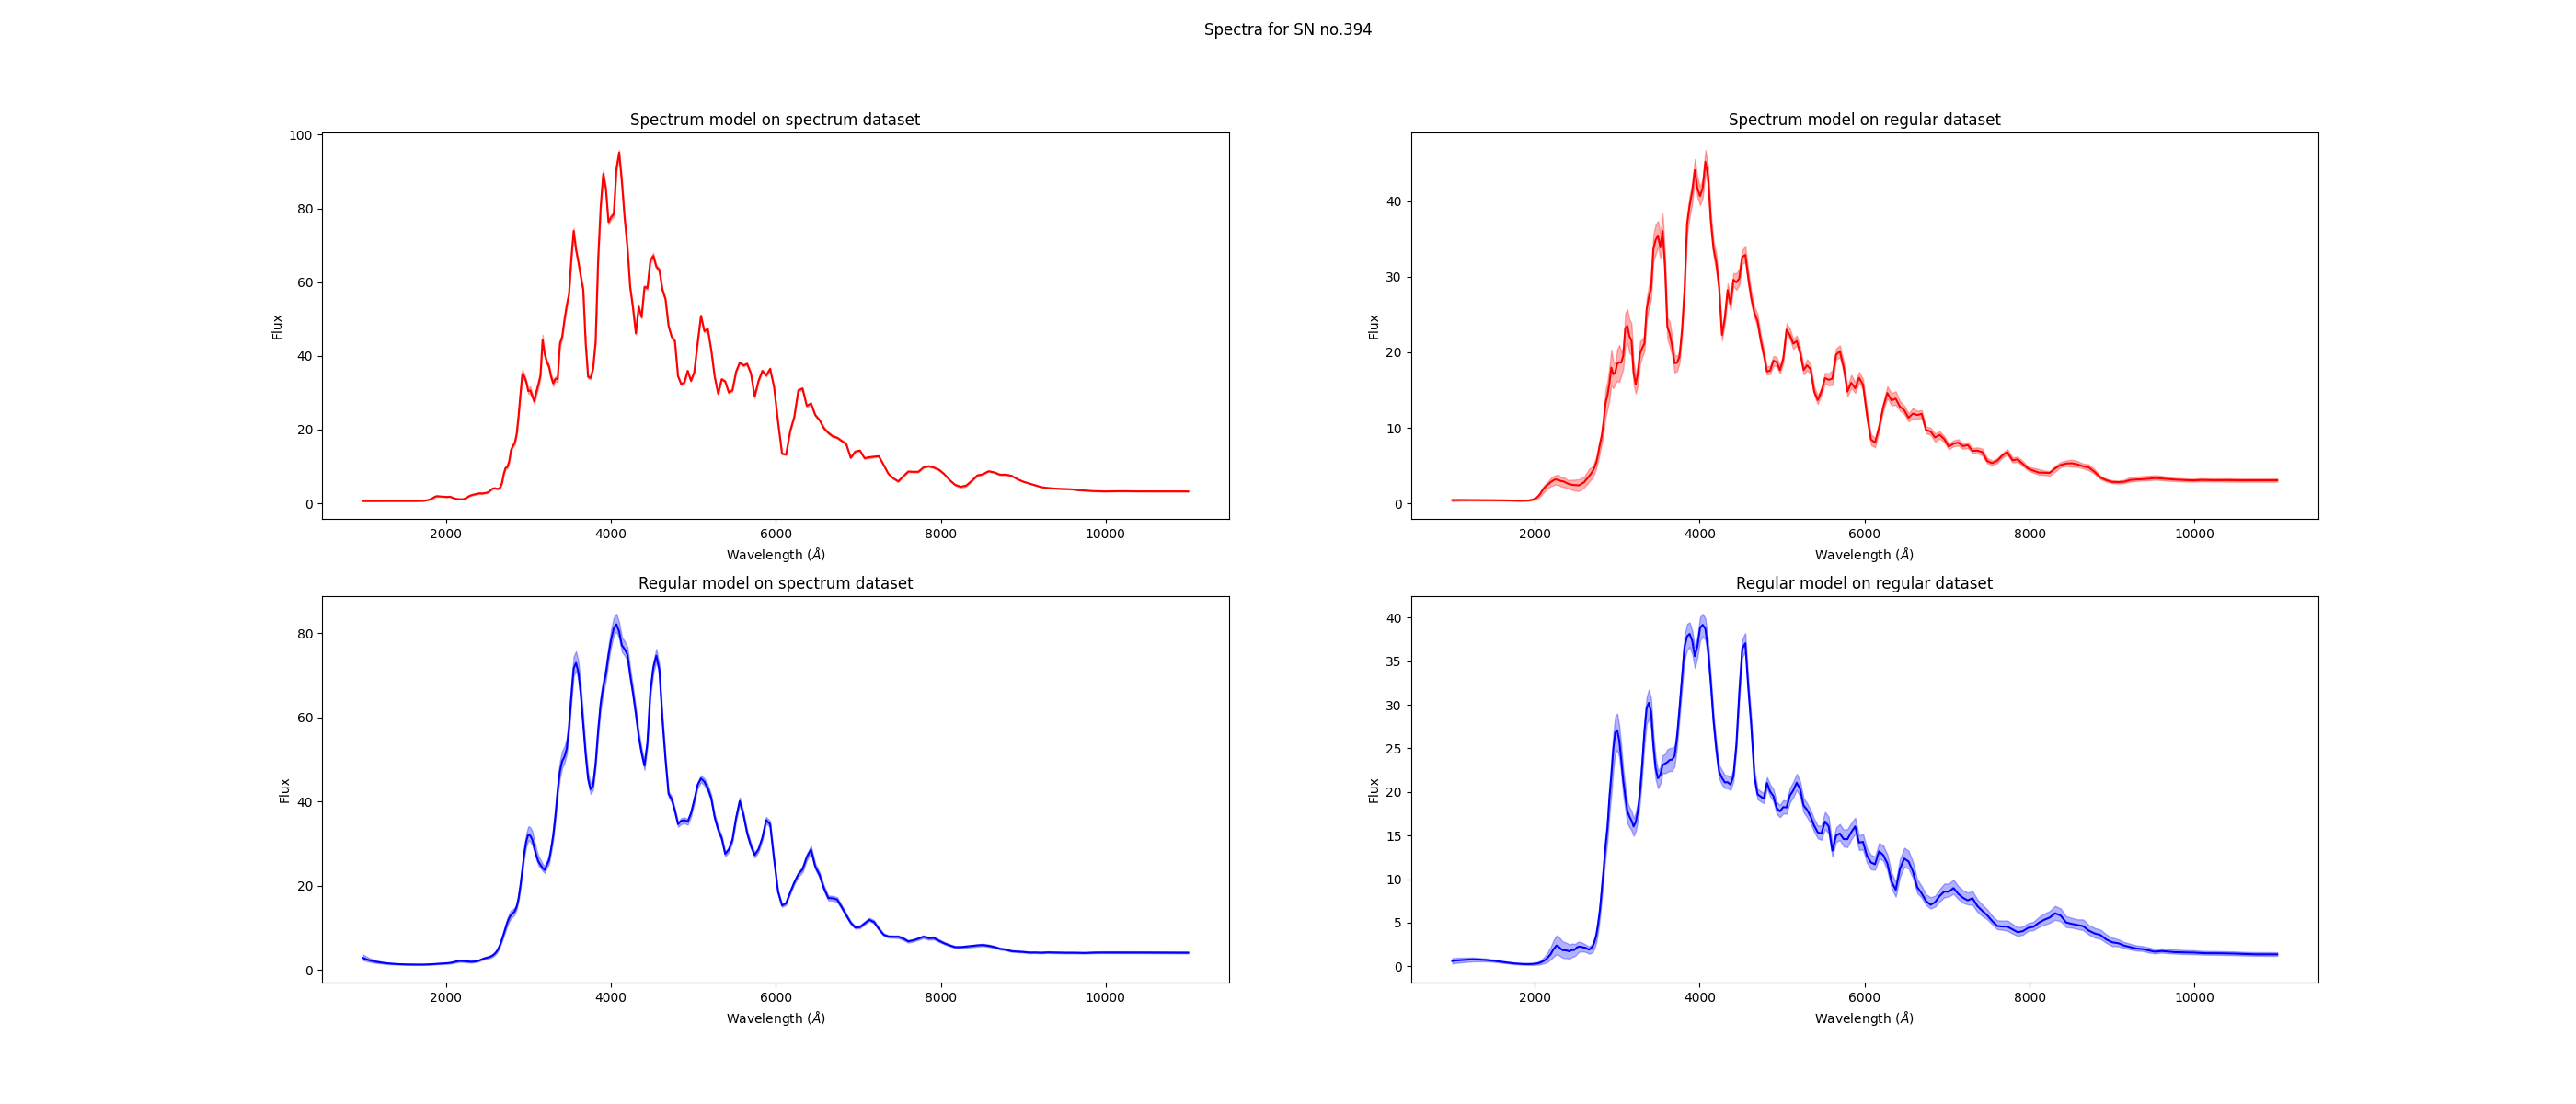 Spectra for SN no.394
Spectrum model on spectrum dataset
100
80
60
40
20
0
Flux
2000 4000 6000 8000 10000
Wavelength (Å)
Spectrum model on regular dataset
40
30
20
10
0
Flux
2000 4000 6000 8000 10000
Wavelength (Å)
Regular model on spectrum dataset
80
60
40
20
0
Flux
2000 4000 6000 8000 10000
Wavelength (Å)
Regular model on regular dataset
40
35
30
25
20
15
10
5
0
Flux
2000 4000 6000 8000 10000
Wavelength (Å)